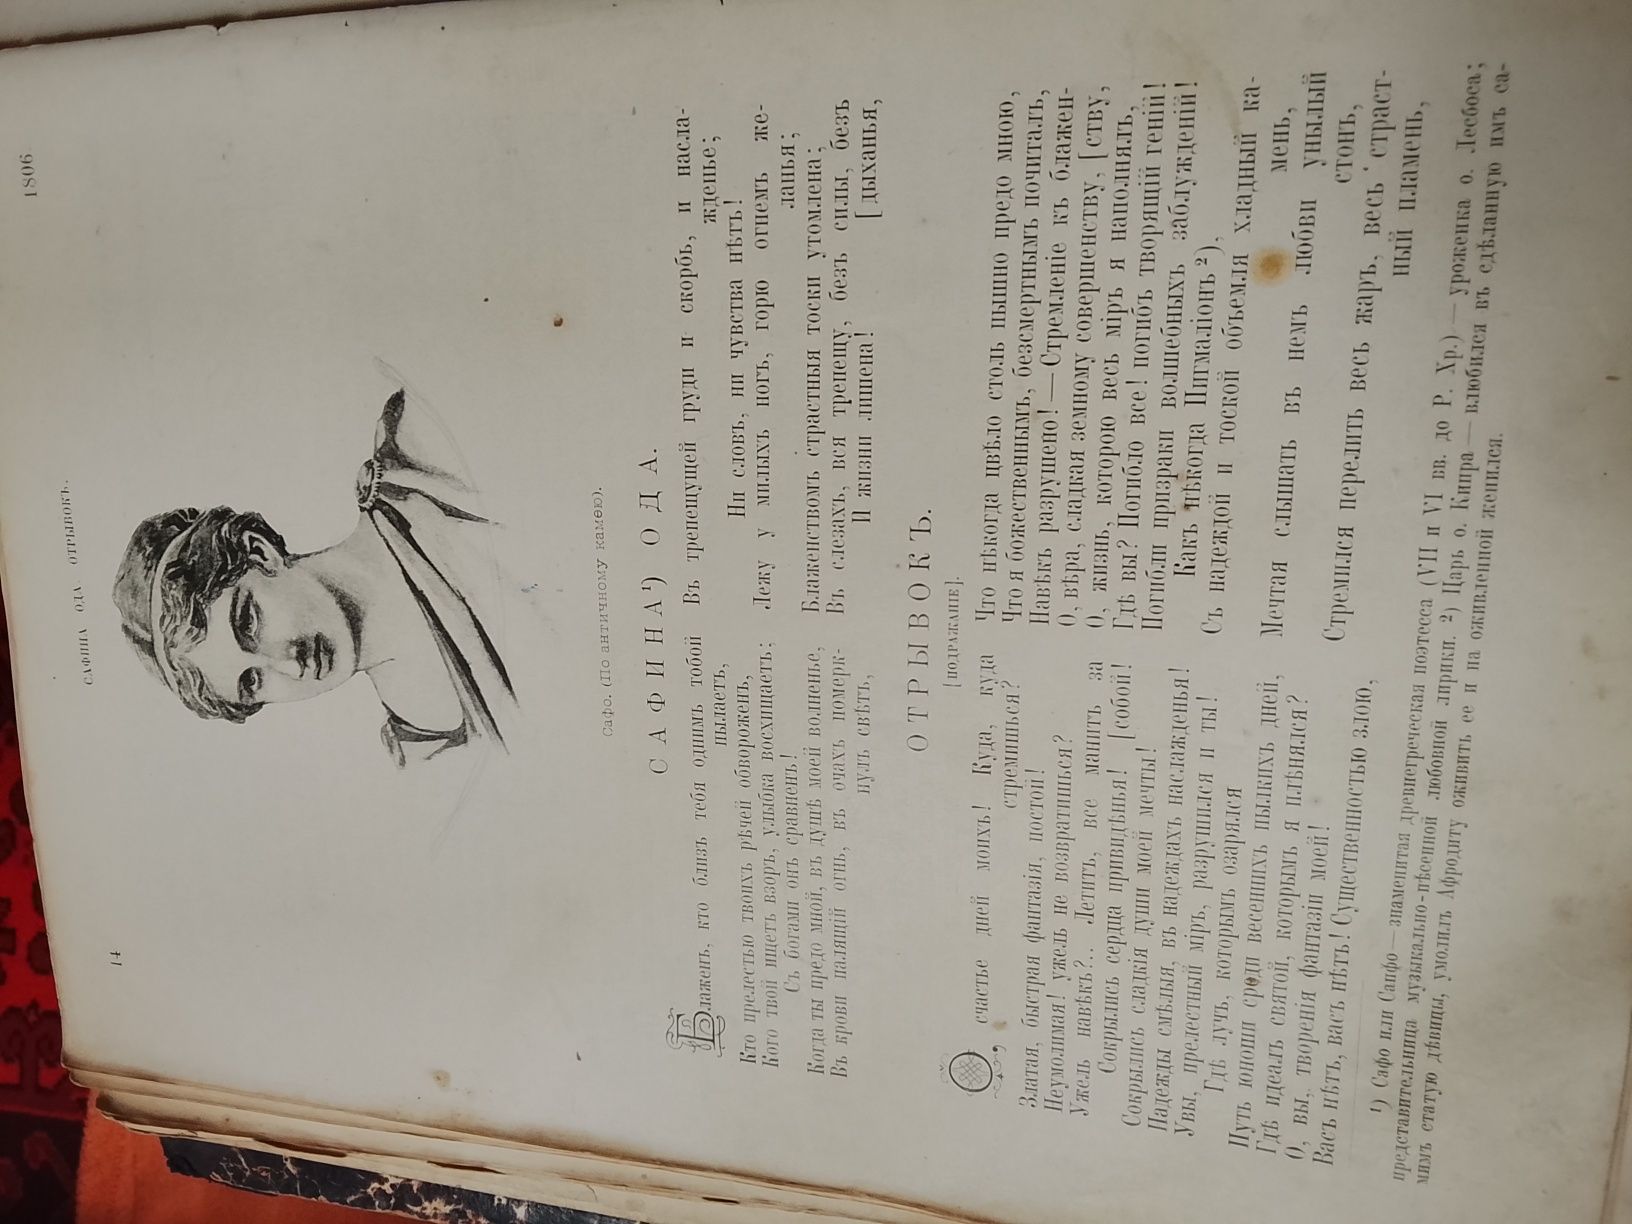 14
САФИНА ОДА. ОТРЫВОКЪ.
1806
Сафо. (По античному камею).
САФИНА¹) ОДА.
Блаженъ, кто близъ тебя однимъ тобой
пылаетъ,
Кто прелестью твоихъ рѣчей обвороженъ,
Кого твой ищетъ взоръ, улыбка восхищаетъ;
Съ богами онъ сравненъ!
Когда ты предо мной, въ душѣ моей волненье,
Въ крови палящій огнь, въ очахъ померк-
нулъ свѣтъ,
Въ трепещущей груди и скорбь, и насла-
жденье;
Ни словъ, ни чувства нѣтъ!
Лежу у милыхъ ногъ, горю огнемъ же-
ланья;
Блаженствомъ страстныя тоски утомлена;
Въ слезахъ, вся трепещу, безъ силы, безъ
И жизни лишена! [дыханья,
ОТРЫВОКЪ.
[ПОДРАЖАНІЕ].
О, счастье дней моихъ! Куда, куда
стремишься?
Златая, быстрая фантазія, постой!
Неумолимая! ужель не возвратишься?
Ужель навѣкъ?... Летитъ, все манитъ за
Сокрылись сердца привидѣнья! [собой!
Сокрылись сладкія души моей мечты!
Надежды смѣлыя, въ надеждахъ наслажденья!
Увы, прелестный міръ, разрушился и ты!
Гдѣ лучъ, которымъ озарялся
Путь юноши среди весеннихъ пылкихъ дней,
Гдѣ идеалъ святой, которымъ я плѣнялся?
О, вы, творенія фантазіи моей!
Васъ нѣтъ, васъ нѣтъ! Существенностью злою,
Что нѣкогда цвѣло столь пышно предо мною,
Что я божественнымъ, безсмертнымъ почиталъ,
Навѣкъ разрушено!—Стремленіе къ блажен-
О, вѣра, сладкая земному совершенству, [ству,
О, жизнь, которою весь міръ я наполнялъ,
Гдѣ вы? Погибло все! погибъ творящій геній!
Погибли призраки волшебныхъ заблужденій!
Какъ нѣкогда Пигмаліонъ ²),
Съ надеждой и тоской объемля хладный ка-
мень,
Мечтая слышать въ немъ любви унылый
стонъ,
Стремился перелить весь жаръ, весь страст-
ный пламень,
¹) Сафо или Сапфо—знаменитая древнегреческая поэтесса (VII и VI вв. до Р. Хр.)—уроженка о. Лесбоса;
представительница музыкально-пѣсенной любовной лирики. ²) Царь о. Кипра—влюбился въ сдѣланную имъ са-
мимъ статую дѣвицы, умолилъ Афродиту оживить ее и на оживленной женился.